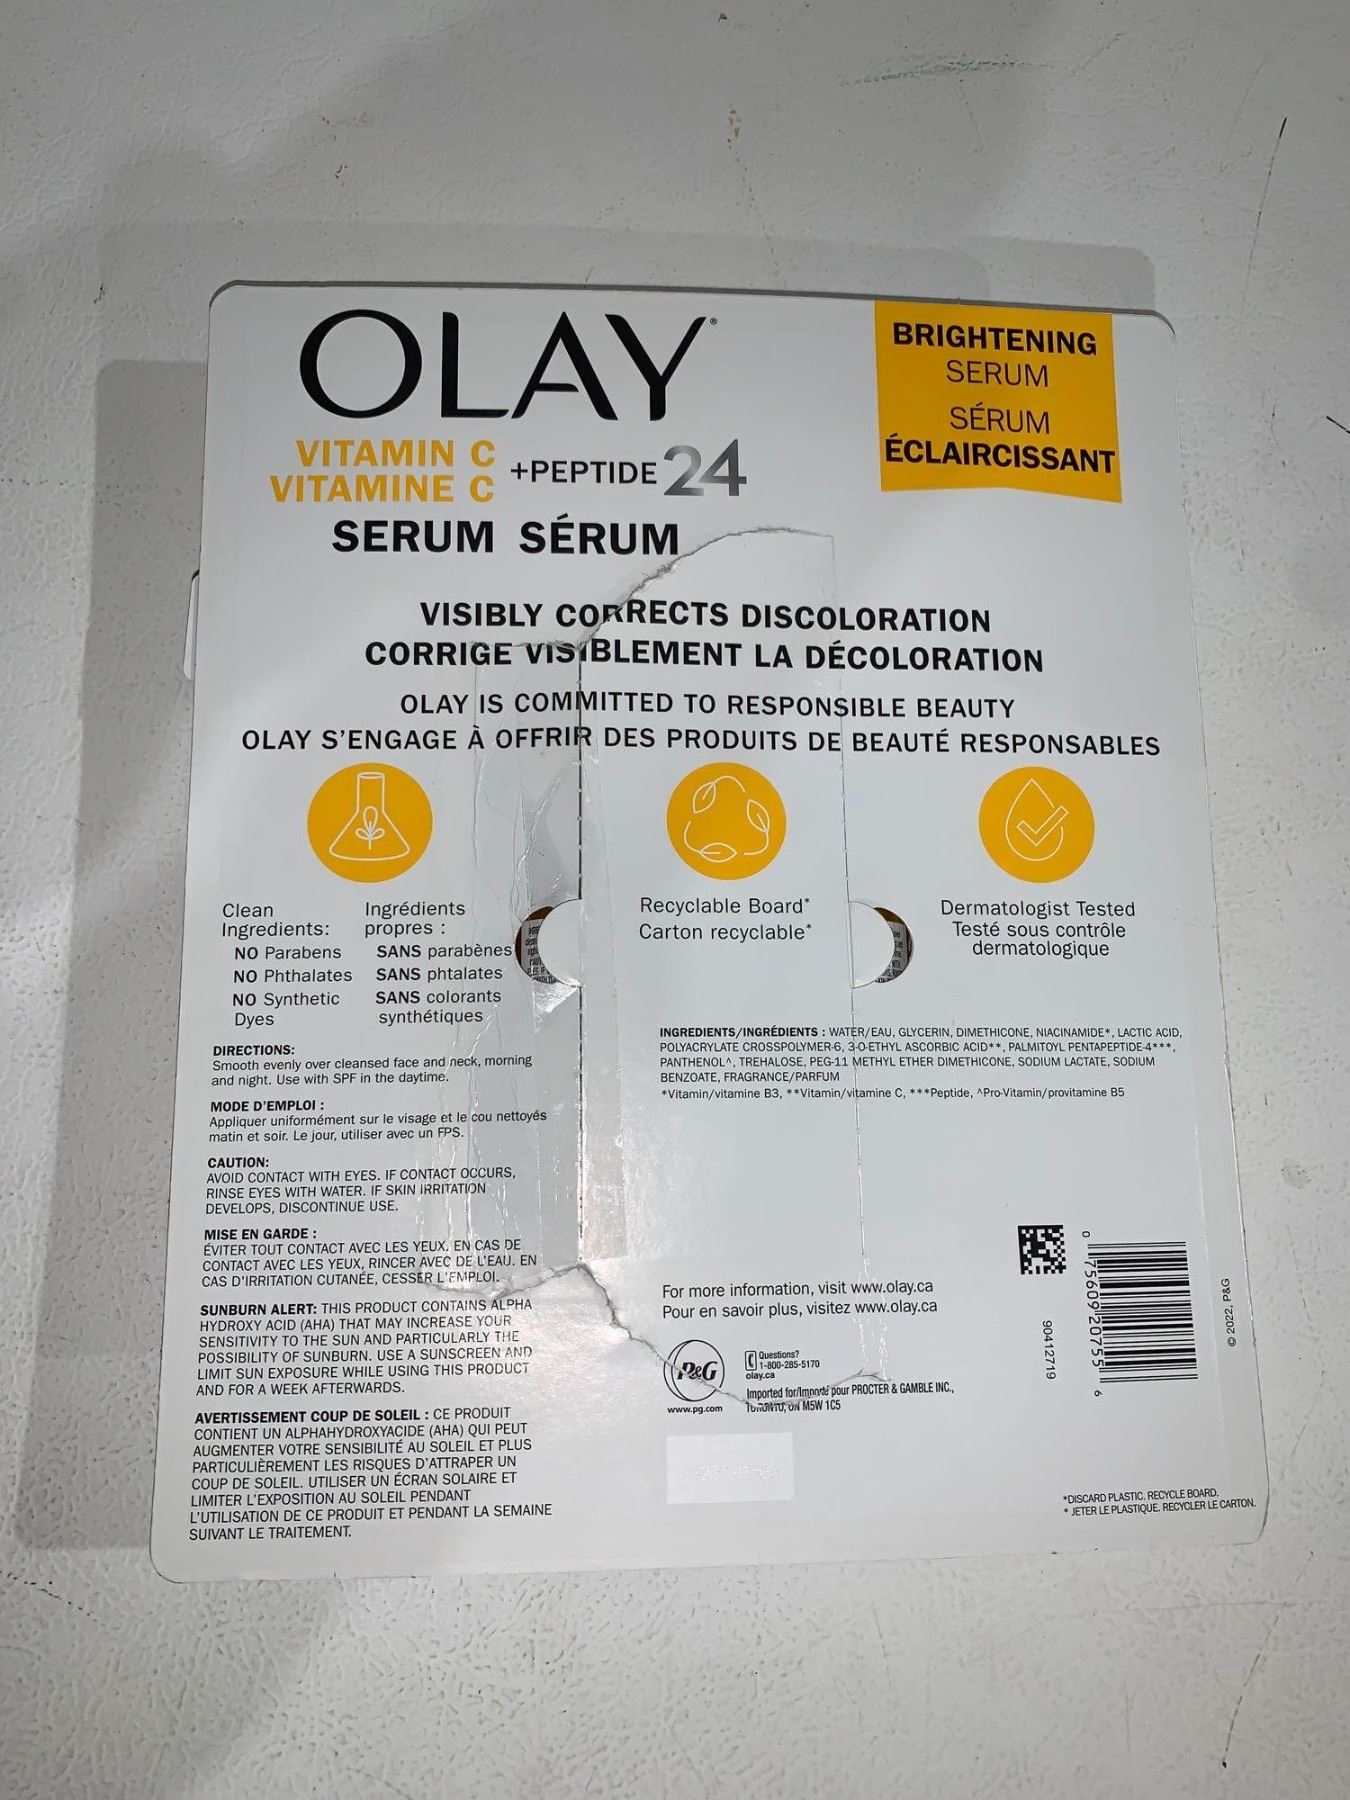 OLAY®
VITAMIN C
VITAMINE C
+PEPTIDE 24
SERUM SÉRUM
BRIGHTENING
SERUM
SÉRUM
ÉCLAIRCISSANT
VISIBLY CORRECTS DISCOLORATION
CORRIGE VISIBLEMENT LA DÉCOLORATION
OLAY IS COMMITTED TO RESPONSIBLE BEAUTY
OLAY S'ENGAGE À OFFRIR DES PRODUITS DE BEAUTÉ RESPONSABLES
Clean
Ingredients:
NO Parabens
NO Phthalates
NO Synthetic
Dyes
Ingrédients
propres :
SANS parabènes
SANS phtalates
SANS colorants
synthétiques
Recyclable Board*
Carton recyclable*
Dermatologist Tested
Testé sous contrôle
dermatologique
DIRECTIONS:
Smooth evenly over cleansed face and neck, morning
and night. Use with SPF in the daytime.
MODE D'EMPLOI :
Appliquer uniformément sur le visage et le cou nettoyés
matin et soir. Le jour, utiliser avec un FPS.
CAUTION:
AVOID CONTACT WITH EYES. IF CONTACT OCCURS,
RINSE EYES WITH WATER. IF SKIN IRRITATION
DEVELOPS, DISCONTINUE USE.
MISE EN GARDE :
ÉVITER TOUT CONTACT AVEC LES YEUX. EN CAS DE
CONTACT AVEC LES YEUX, RINCER AVEC DE L'EAU. EN
CAS D'IRRITATION CUTANÉE, CESSER L'EMPLOI.
SUNBURN ALERT: THIS PRODUCT CONTAINS ALPHA
HYDROXY ACID (AHA) THAT MAY INCREASE YOUR
SENSITIVITY TO THE SUN AND PARTICULARLY THE
POSSIBILITY OF SUNBURN. USE A SUNSCREEN AND
LIMIT SUN EXPOSURE WHILE USING THIS PRODUCT
AND FOR A WEEK AFTERWARDS.
AVERTISSEMENT COUP DE SOLEIL : CE PRODUIT
CONTIENT UN ALPHAHYDROXYACIDE (AHA) QUI PEUT
AUGMENTER VOTRE SENSIBILITÉ AU SOLEIL ET PLUS
PARTICULIÈREMENT LES RISQUES D'ATTRAPER UN
COUP DE SOLEIL. UTILISER UN ÉCRAN SOLAIRE ET
LIMITER L'EXPOSITION AU SOLEIL PENDANT
L'UTILISATION DE CE PRODUIT ET PENDANT LA SEMAINE
SUIVANT LE TRAITEMENT.
INGREDIENTS/INGRÉDIENTS : WATER/EAU, GLYCERIN, DIMETHICONE, NIACINAMIDE*, LACTIC ACID,
POLYACRYLATE CROSSPOLYMER-6, 3-O-ETHYL ASCORBIC ACID**, PALMITOYL PENTAPEPTIDE-4***,
PANTHENOL^, TREHALOSE, PEG-11 METHYL ETHER DIMETHICONE, SODIUM LACTATE, SODIUM
BENZOATE, FRAGRANCE/PARFUM
*Vitamin/vitamine B3, **Vitamin/vitamine C, ***Peptide, ^Pro-Vitamin/provitamine B5
For more information, visit www.olay.ca
Pour en savoir plus, visitez www.olay.ca
P&G
www.pg.com
Questions?
1-800-285-5170
olay.ca
Imported for/Importé pour PROCTER & GAMBLE INC.,
TORONTO, ON M5W 1C5
90412719
0 75609 20755 6
© 2022, P&G
*DISCARD PLASTIC. RECYCLE BOARD.
* JETER LE PLASTIQUE. RECYCLER LE CARTON.